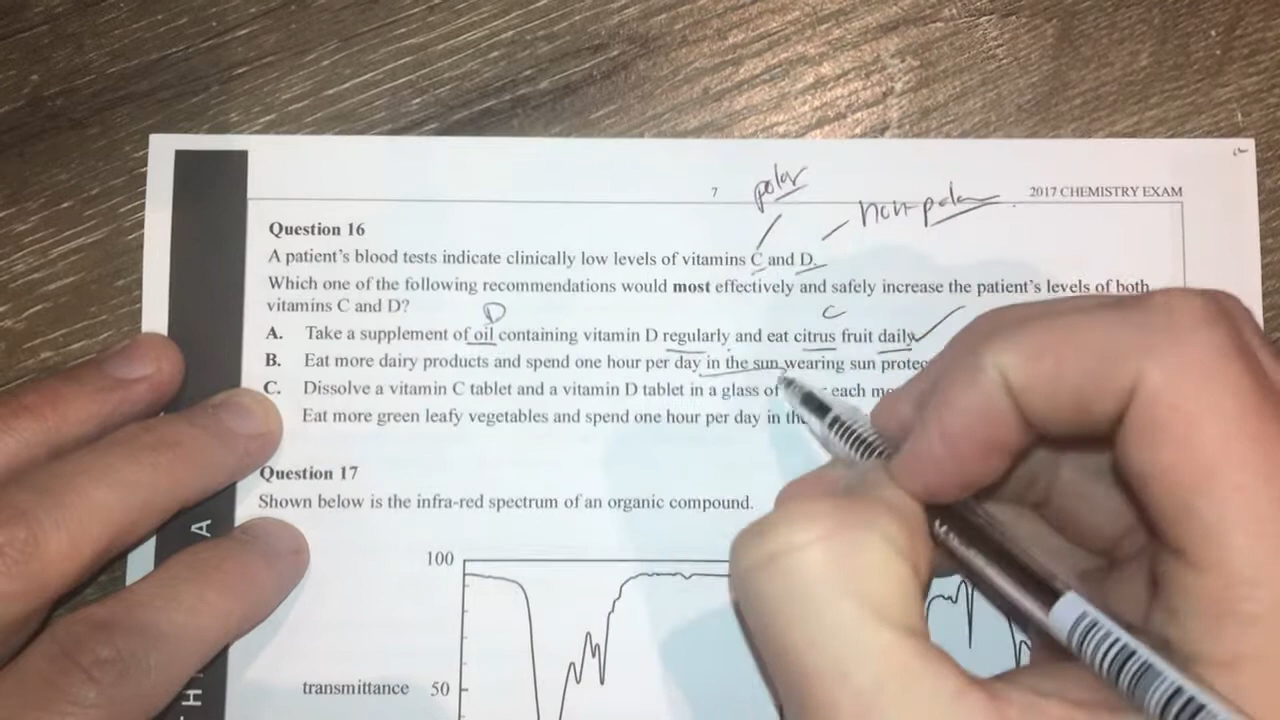 polar
7
non-polar
2017 CHEMISTRY EXAM
Question 16
A patient's blood tests indicate clinically low levels of vitamins C and D.
Which one of the following recommendations would most effectively and safely increase the patient's levels of both
vitamins C and D?
D C
A. Take a supplement of oil containing vitamin D regularly and eat citrus fruit daily
B. Eat more dairy products and spend one hour per day in the sun wearing sun
C. Dissolve a vitamin C tablet and a vitamin D tablet in a glass of each
Eat more green leafy vegetables and spend one hour per day in
Question 17
Shown below is the infra-red spectrum of an organic compound.
100
transmittance 50
A
H